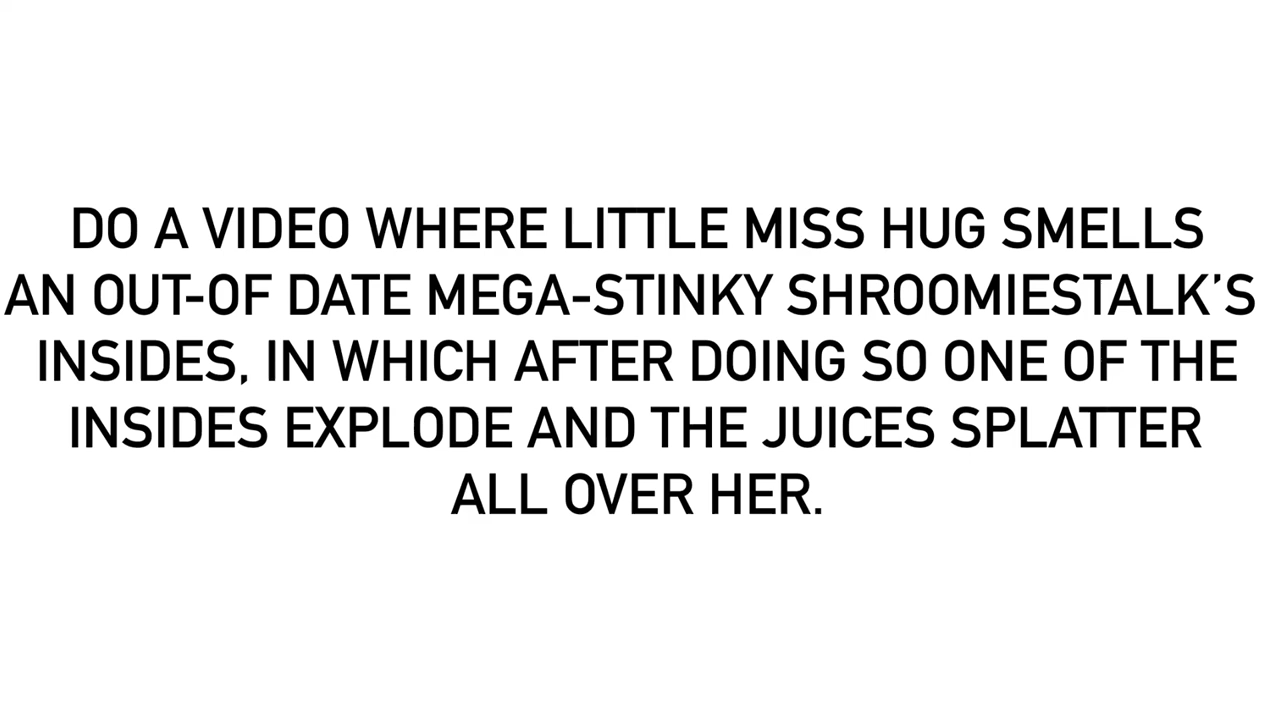 DO A VIDEO WHERE LITTLE MISS HUG SMELLS
AN OUT-OF DATE MEGA-STINKY SHROOMIESTALK’S
INSIDES, IN WHICH AFTER DOING SO ONE OF THE
INSIDES EXPLODE AND THE JUICES SPLATTER
ALL OVER HER.